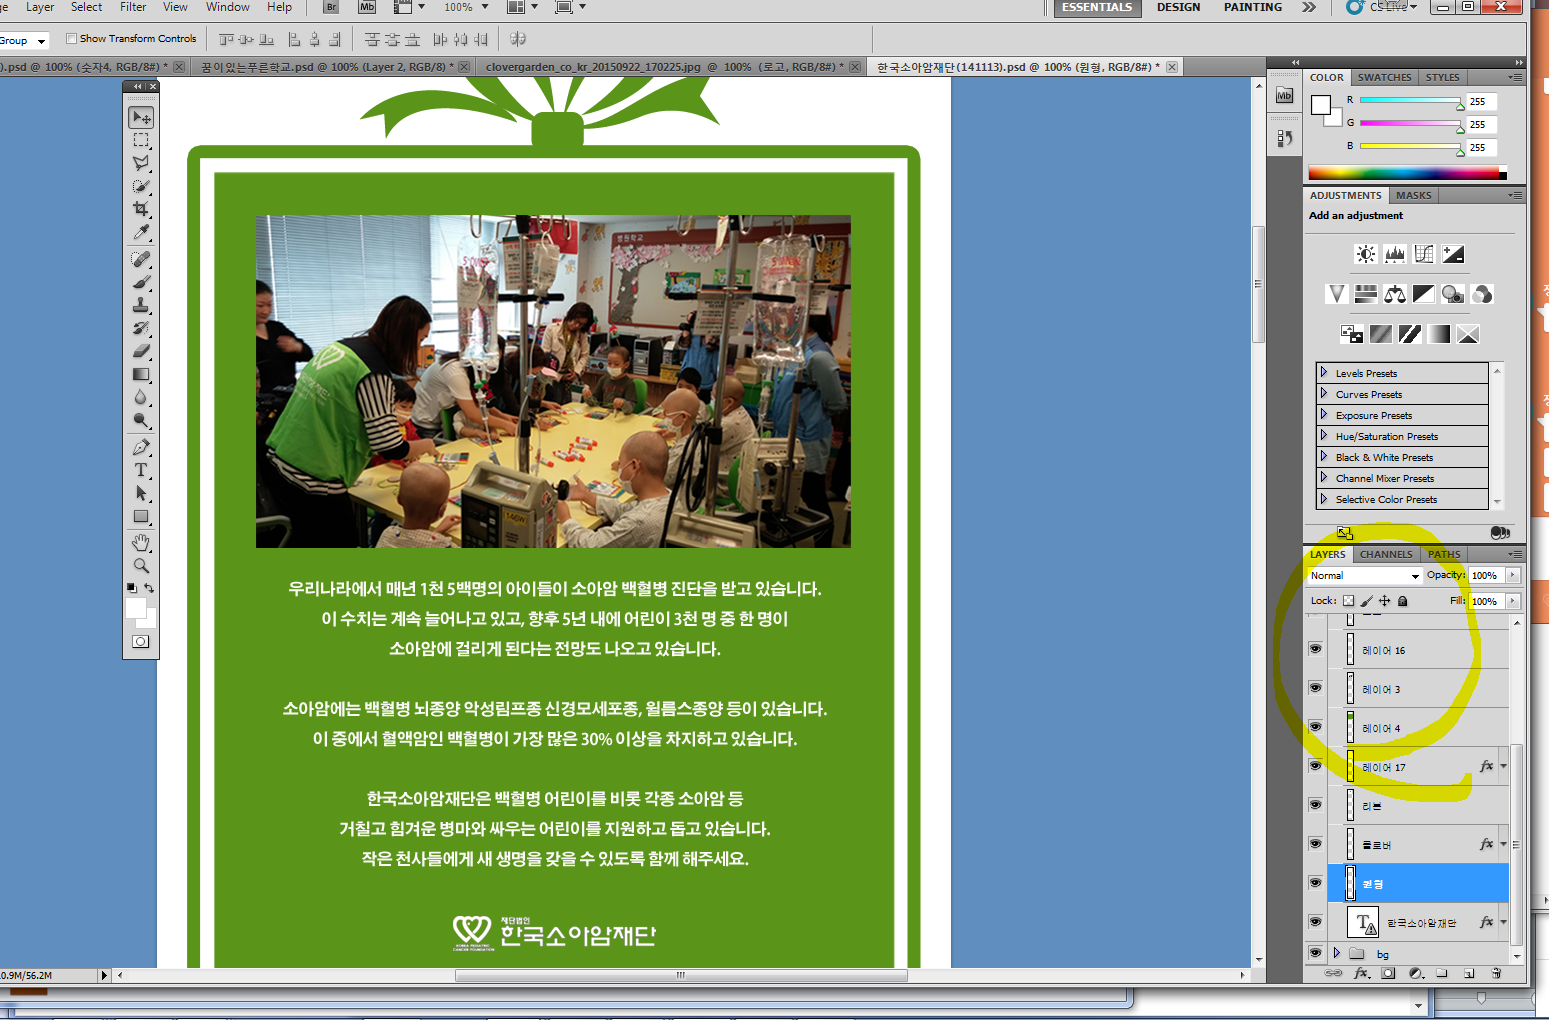 Layer Select Filter View Window Help Br Mb 100% ESSENTIALS DESIGN PAINTING CS Live
Group Show Transform Controls
).psd @ 100% (숫자4, RGB/8#) * 꿈이있는푸른학교.psd @ 100% (Layer 2, RGB/8) * clovergarden_co_kr_20150922_170225.jpg @ 100% (로고, RGB/8#) * 한국소아암재단(141113).psd @ 100% (원형, RGB/8#) *
COLOR SWATCHES STYLES
Mb
R 255
G 255
B 255
ADJUSTMENTS MASKS
Add an adjustment
병원학교
Levels Presets
Curves Presets
Exposure Presets
Hue/Saturation Presets
Black & White Presets
Channel Mixer Presets
Selective Color Presets
LAYERS CHANNELS PATHS
Normal Opacity: 100%
Lock: Fill: 100%
레이어 16
레이어 3
레이어 4
레이어 17 fx
리본
플로버 fx
원형
한국소아암재단 fx
bg
우리나라에서 매년 1천 5백명의 아이들이 소아암 백혈병 진단을 받고 있습니다.
이 수치는 계속 늘어나고 있고, 향후 5년 내에 어린이 3천 명 중 한 명이
소아암에 걸리게 된다는 전망도 나오고 있습니다.
소아암에는 백혈병 뇌종양 악성림프종 신경모세포종, 윌름스종양 등이 있습니다.
이 중에서 혈액암인 백혈병이 가장 많은 30% 이상을 차지하고 있습니다.
한국소아암재단은 백혈병 어린이를 비롯 각종 소아암 등
거칠고 힘겨운 병마와 싸우는 어린이를 지원하고 돕고 있습니다.
작은 천사들에게 새 생명을 갖을 수 있도록 함께 해주세요.
재단법인
한국소아암재단
KOREA PEDIATRIC
CANCER FOUNDATION
0.9M/56.2M